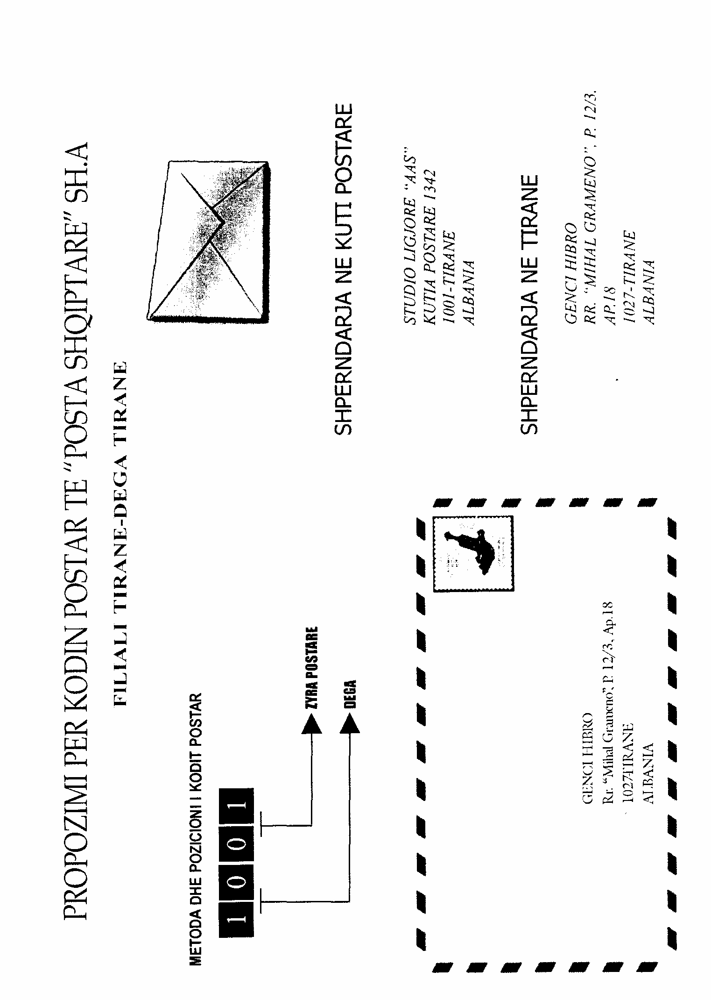 PROPOZIMI PER KODIN POSTAR TE "POSTA SHQIPTARE" SH.A
FILIALI TIRANE-DEGA TIRANE
METODA DHE POZICIONI I KODIT POSTAR
1 0 0 1
ZYRA POSTARE
DEGA
SHPERNDARJA NE KUTI POSTARE
STUDIO LIGJORE "AAS"
KUTIA POSTARE 1342
1001-TIRANE
ALBANIA
SHPERNDARJA NE TIRANE
GENCI HIBRO
RR. "MIHAL GRAMENO", P. 12/3.
AP.18
1027-TIRANE
ALBANIA
GENCI HIBRO
Rr. "Mihal Grameno", P. 12/3, Ap.18
1027-TIRANE
ALBANIA